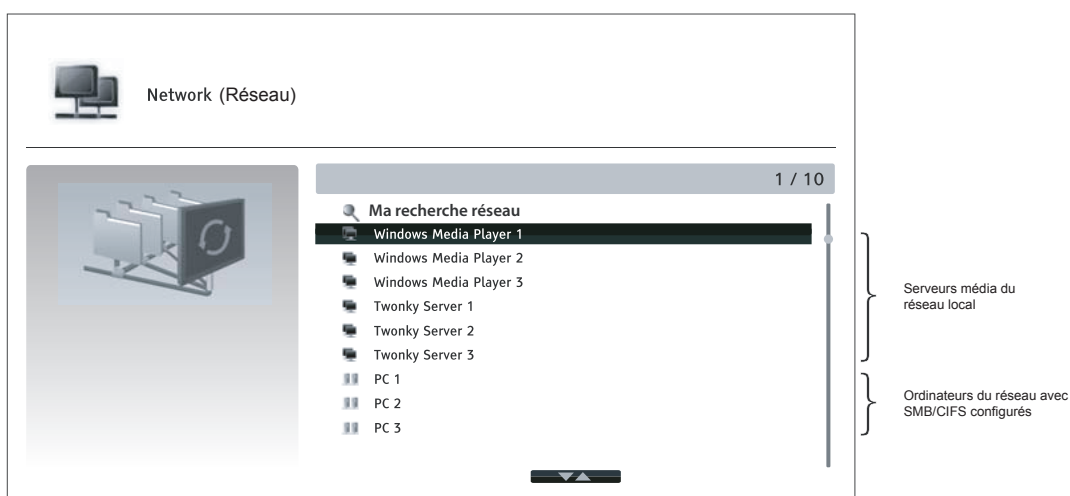 Network (Réseau)
1 / 10
Ma recherche réseau
Windows Media Player 1
Windows Media Player 2
Windows Media Player 3
Twonky Server 1
Twonky Server 2
Twonky Server 3
PC 1
PC 2
PC 3
Serveurs média du
réseau local
Ordinateurs du réseau avec
SMB/CIFS configurés